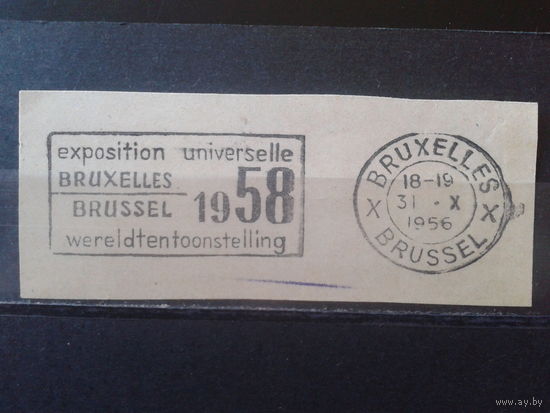 exposition universelle
BRUXELLES
BRUSSEL
1958
wereldtentoonstelling
BRUXELLES
18-19
X 31 · X X
1956
BRUSSEL
www.ay.by